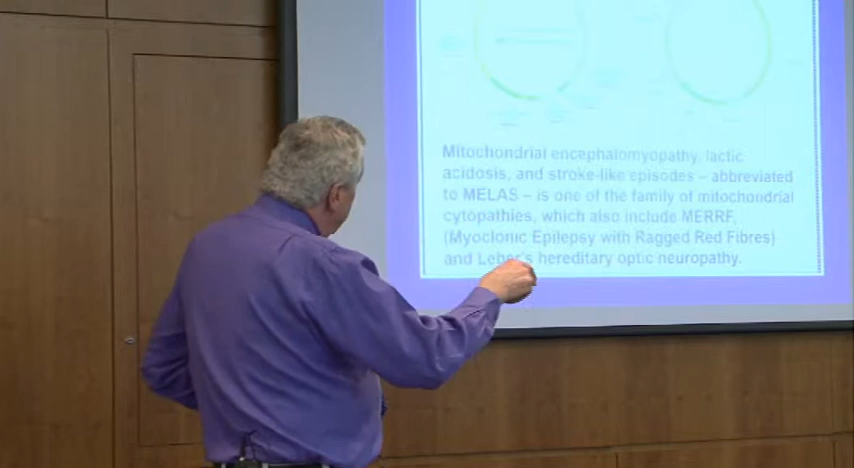 Mitochondrial encephalomyopathy, lactic
acidosis, and stroke-like episodes – abbreviated
to MELAS – is one of the family of mitochondrial
cytopathies, which also include MERRF,
(Myoclonic Epilepsy with Ragged Red Fibres)
and Leber's hereditary optic neuropathy.